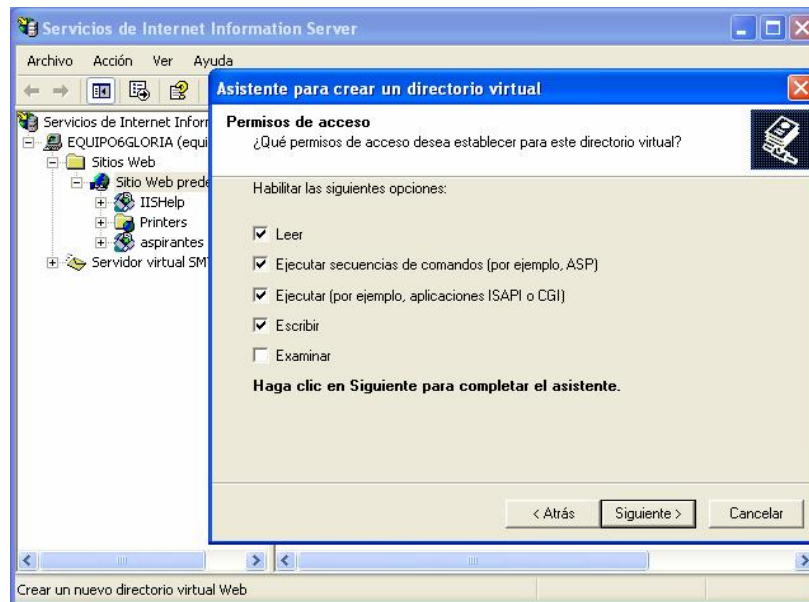 Servicios de Internet Information Server
Archivo Acción Ver Ayuda
Asistente para crear un directorio virtual
Servicios de Internet Inforr
EQUIPO6GLORIA (equi
Sitios Web
Sitio Web prede
IISHelp
Printers
aspirantes
Servidor virtual SM
Permisos de acceso
¿Qué permisos de acceso desea establecer para este directorio virtual?
Habilitar las siguientes opciones:
Leer
Ejecutar secuencias de comandos (por ejemplo, ASP)
Ejecutar (por ejemplo, aplicaciones ISAPI o CGI)
Escribir
Examinar
Haga clic en Siguiente para completar el asistente.
< Atrás Siguiente > Cancelar
Crear un nuevo directorio virtual Web